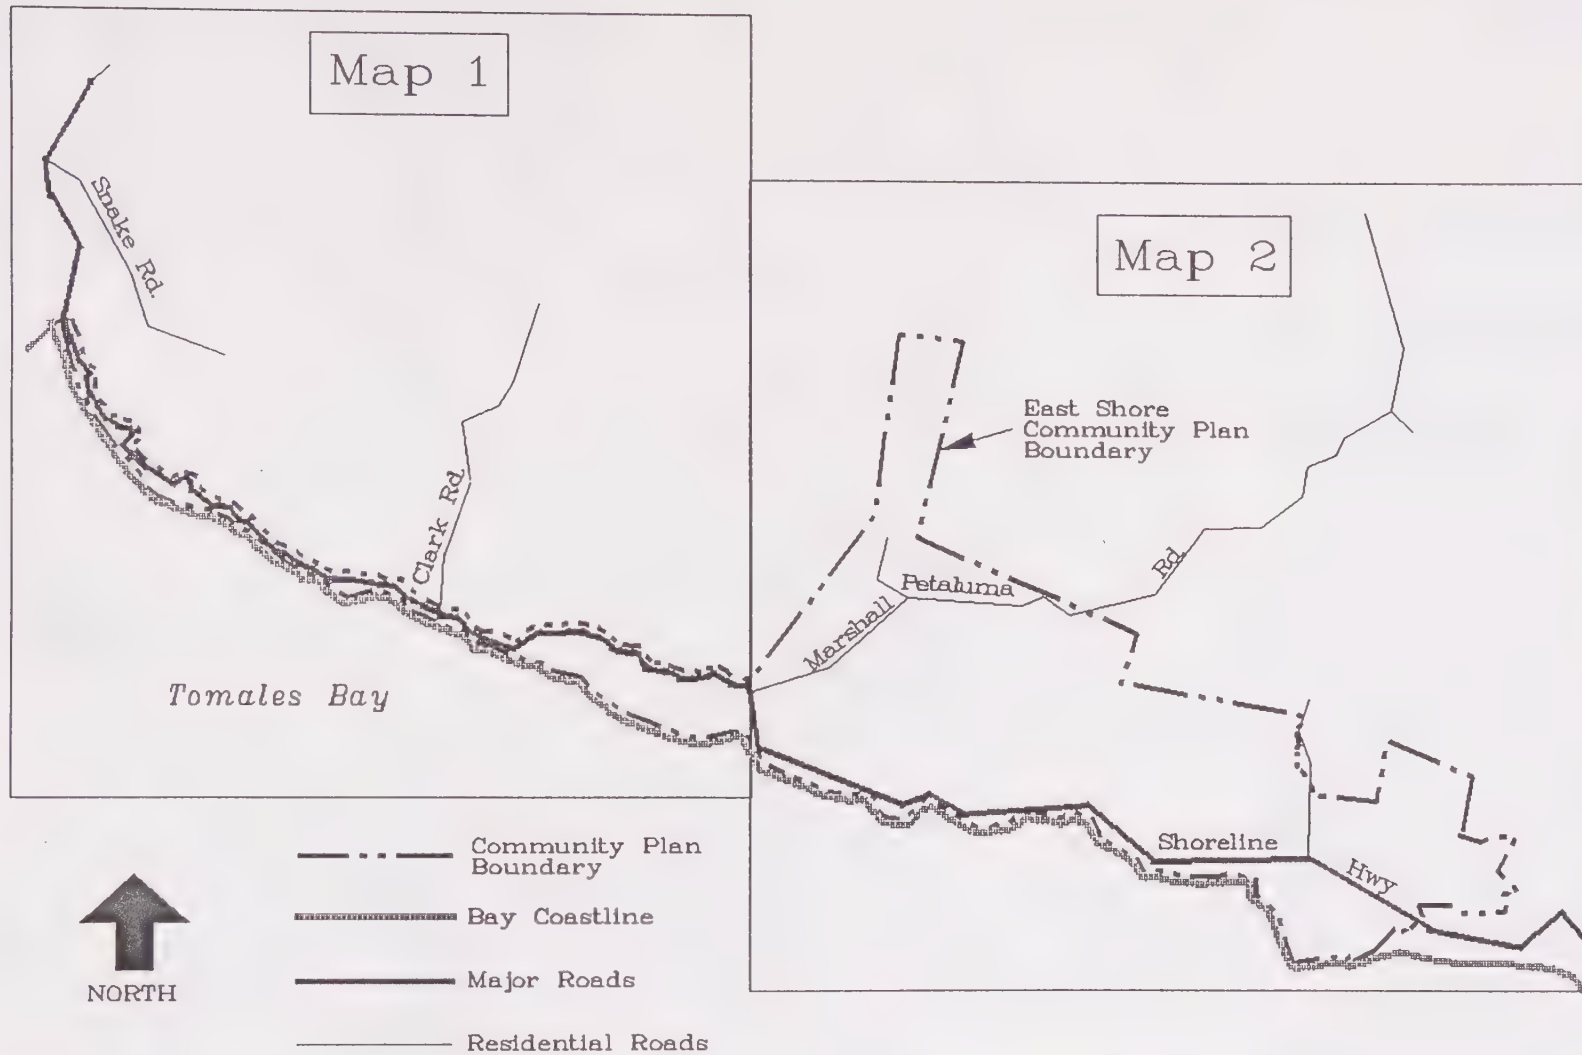 Map 1
Snake Rd.
Clark Rd.
Tomales Bay
Map 2
East Shore
Community Plan
Boundary
Marshall Petaluma Rd.
Shoreline Hwy
NORTH
Community Plan
Boundary
Bay Coastline
Major Roads
Residential Roads